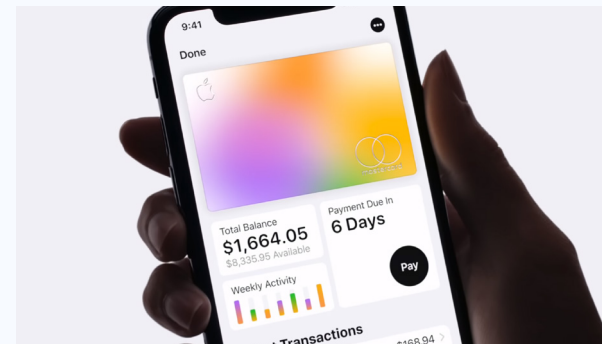 9:41
Done
Total Balance
$1,664.05
$8,335.95 Available
Payment Due In
6 Days
Pay
Weekly Activity
Transactions
$168.94